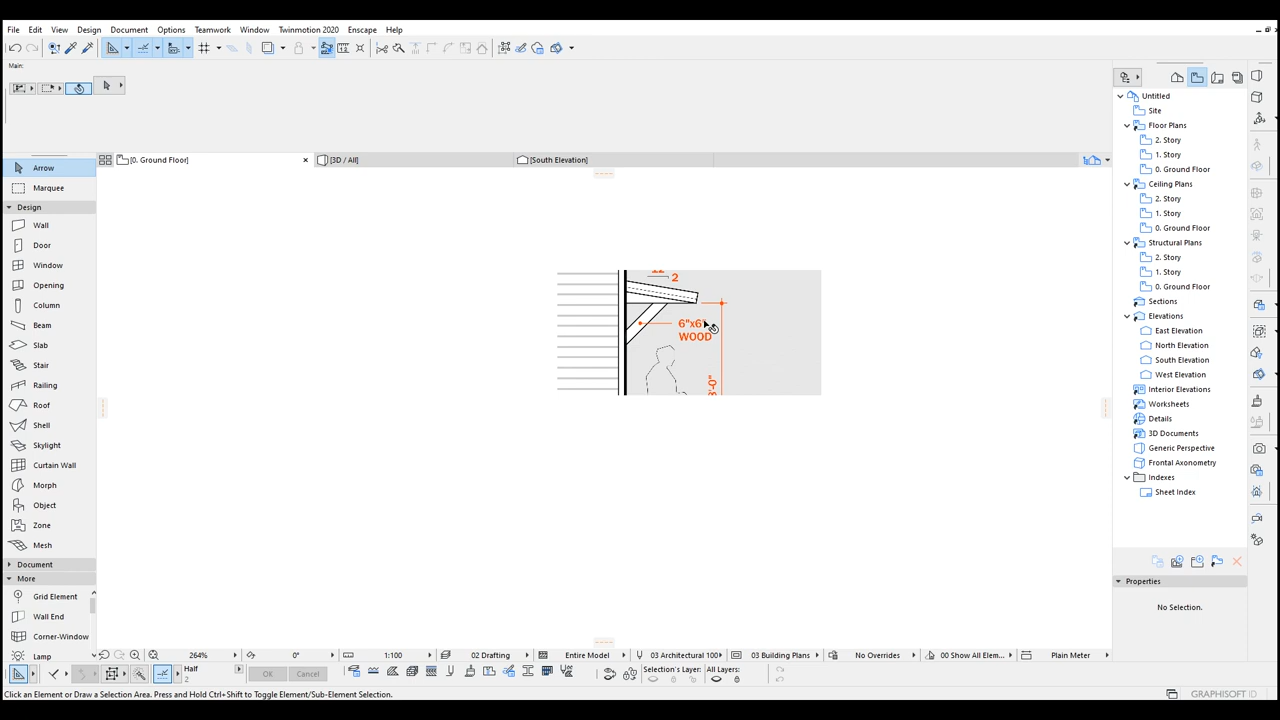 File Edit View Design Document Options Teamwork Window Twinmotion 2020 Enscape Help
Main:
[0. Ground Floor] [3D / All] [South Elevation]
Arrow
Marquee
Design
Wall
Door
Window
Opening
Column
Beam
Slab
Stair
Railing
Roof
Shell
Skylight
Curtain Wall
Morph
Object
Zone
Mesh
Document
More
Grid Element
Wall End
Corner-Window
Lamp
2
6"x6"
WOOD
Untitled
Site
Floor Plans
2. Story
1. Story
0. Ground Floor
Ceiling Plans
2. Story
1. Story
0. Ground Floor
Structural Plans
2. Story
1. Story
0. Ground Floor
Sections
Elevations
East Elevation
North Elevation
South Elevation
West Elevation
Interior Elevations
Worksheets
Details
3D Documents
Generic Perspective
Frontal Axonometry
Indexes
Sheet Index
Properties
No Selection.
264% 0° 1:100 02 Drafting Entire Model 03 Architectural 100 03 Building Plans No Overrides 00 Show All Elem... Plain Meter
Half
2
OK Cancel
Selection's Layer: All Layers:
Click an Element or Draw a Selection Area. Press and Hold Ctrl+Shift to Toggle Element/Sub-Element Selection.
GRAPHISOFT ID